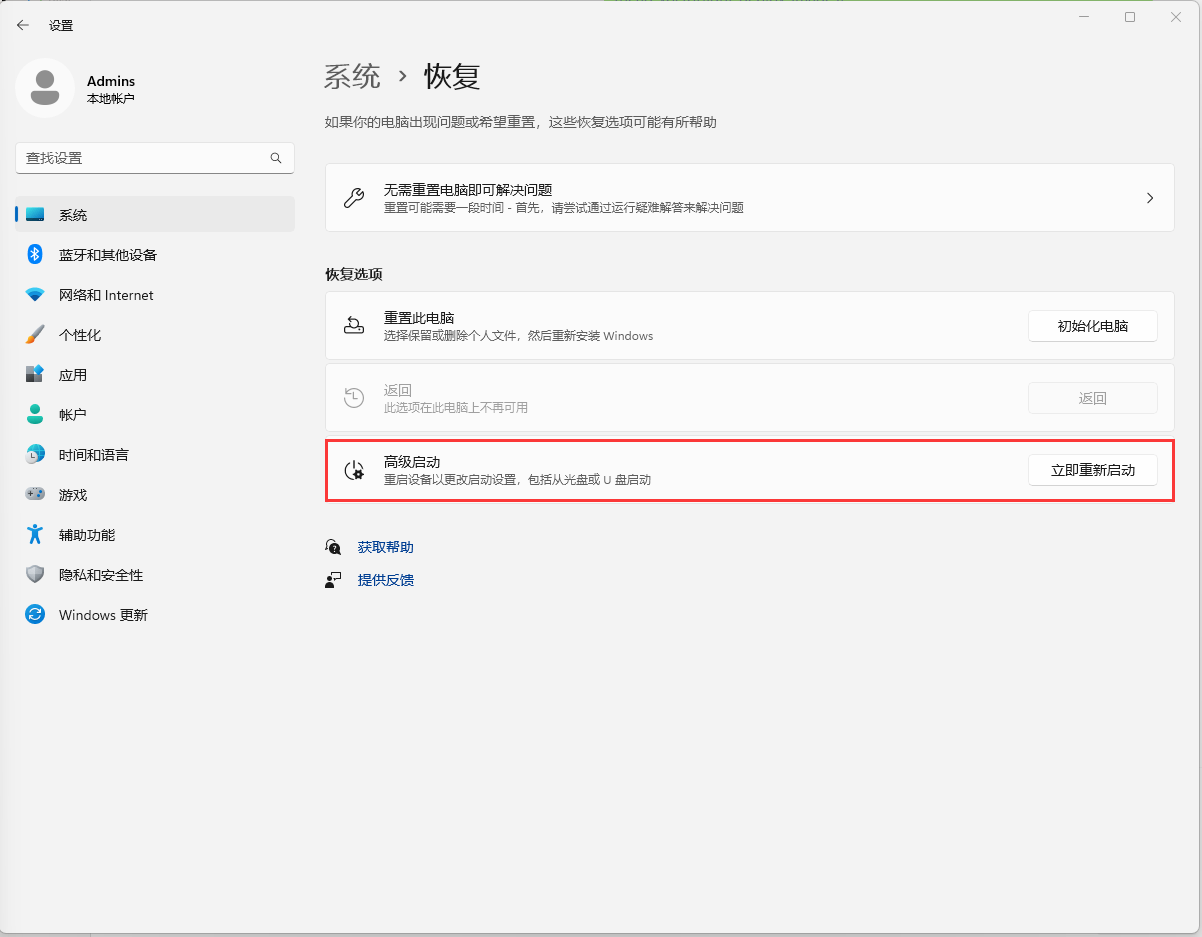 设置
Admins
本地帐户
查找设置
系统
蓝牙和其他设备
网络和 Internet
个性化
应用
帐户
时间和语言
游戏
辅助功能
隐私和安全性
Windows 更新
系统 › 恢复
如果你的电脑出现问题或希望重置，这些恢复选项可能有所帮助
无需重置电脑即可解决问题
重置可能需要一段时间 - 首先，请尝试通过运行疑难解答来解决问题
恢复选项
重置此电脑
选择保留或删除个人文件，然后重新安装 Windows
初始化电脑
返回
此选项在此电脑上不再可用
返回
高级启动
重启设备以更改启动设置，包括从光盘或 U 盘启动
立即重新启动
获取帮助
提供反馈